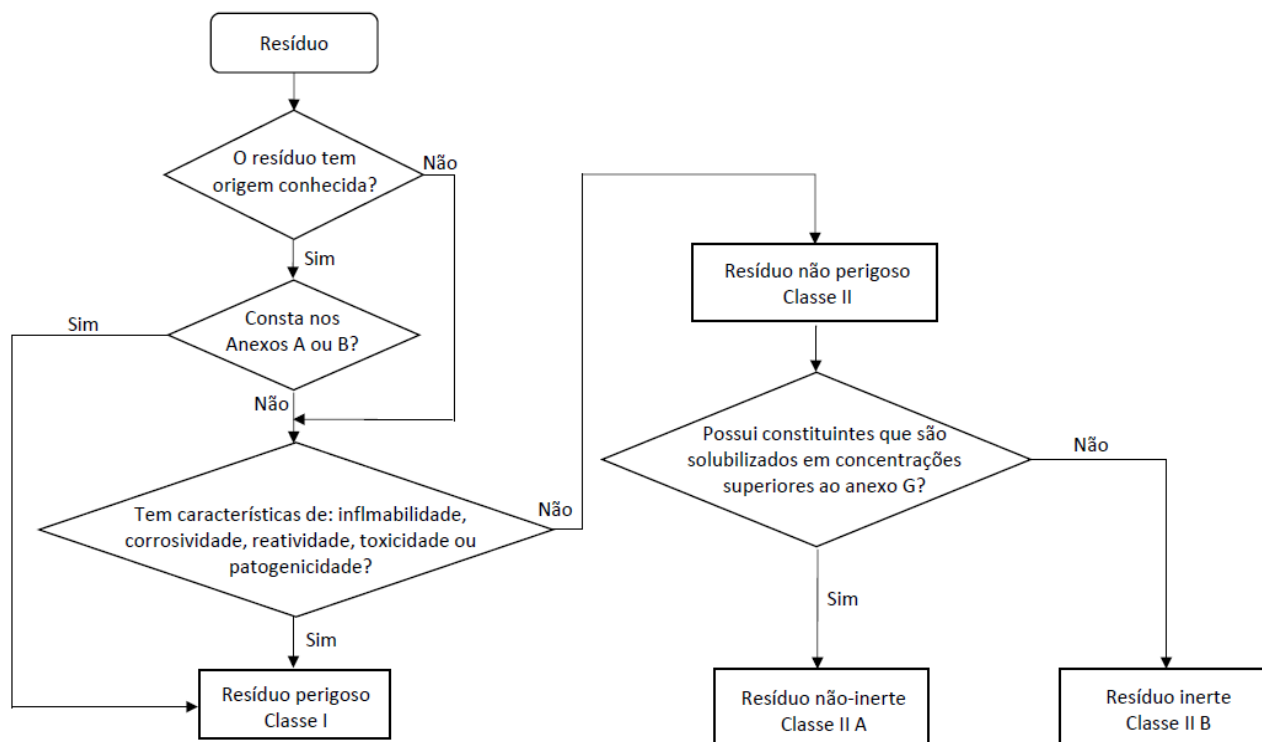 Resíduo
O resíduo tem
origem conhecida?
Não
Sim
Consta nos
Anexos A ou B?
Sim
Não
Tem características de: inflmabilidade,
corrosividade, reatividade, toxicidade ou
patogenicidade?
Não
Sim
Resíduo perigoso
Classe I
Resíduo não perigoso
Classe II
Possui constituintes que são
solubilizados em concentrações
superiores ao anexo G?
Não
Sim
Resíduo não-inerte
Classe II A
Resíduo inerte
Classe II B